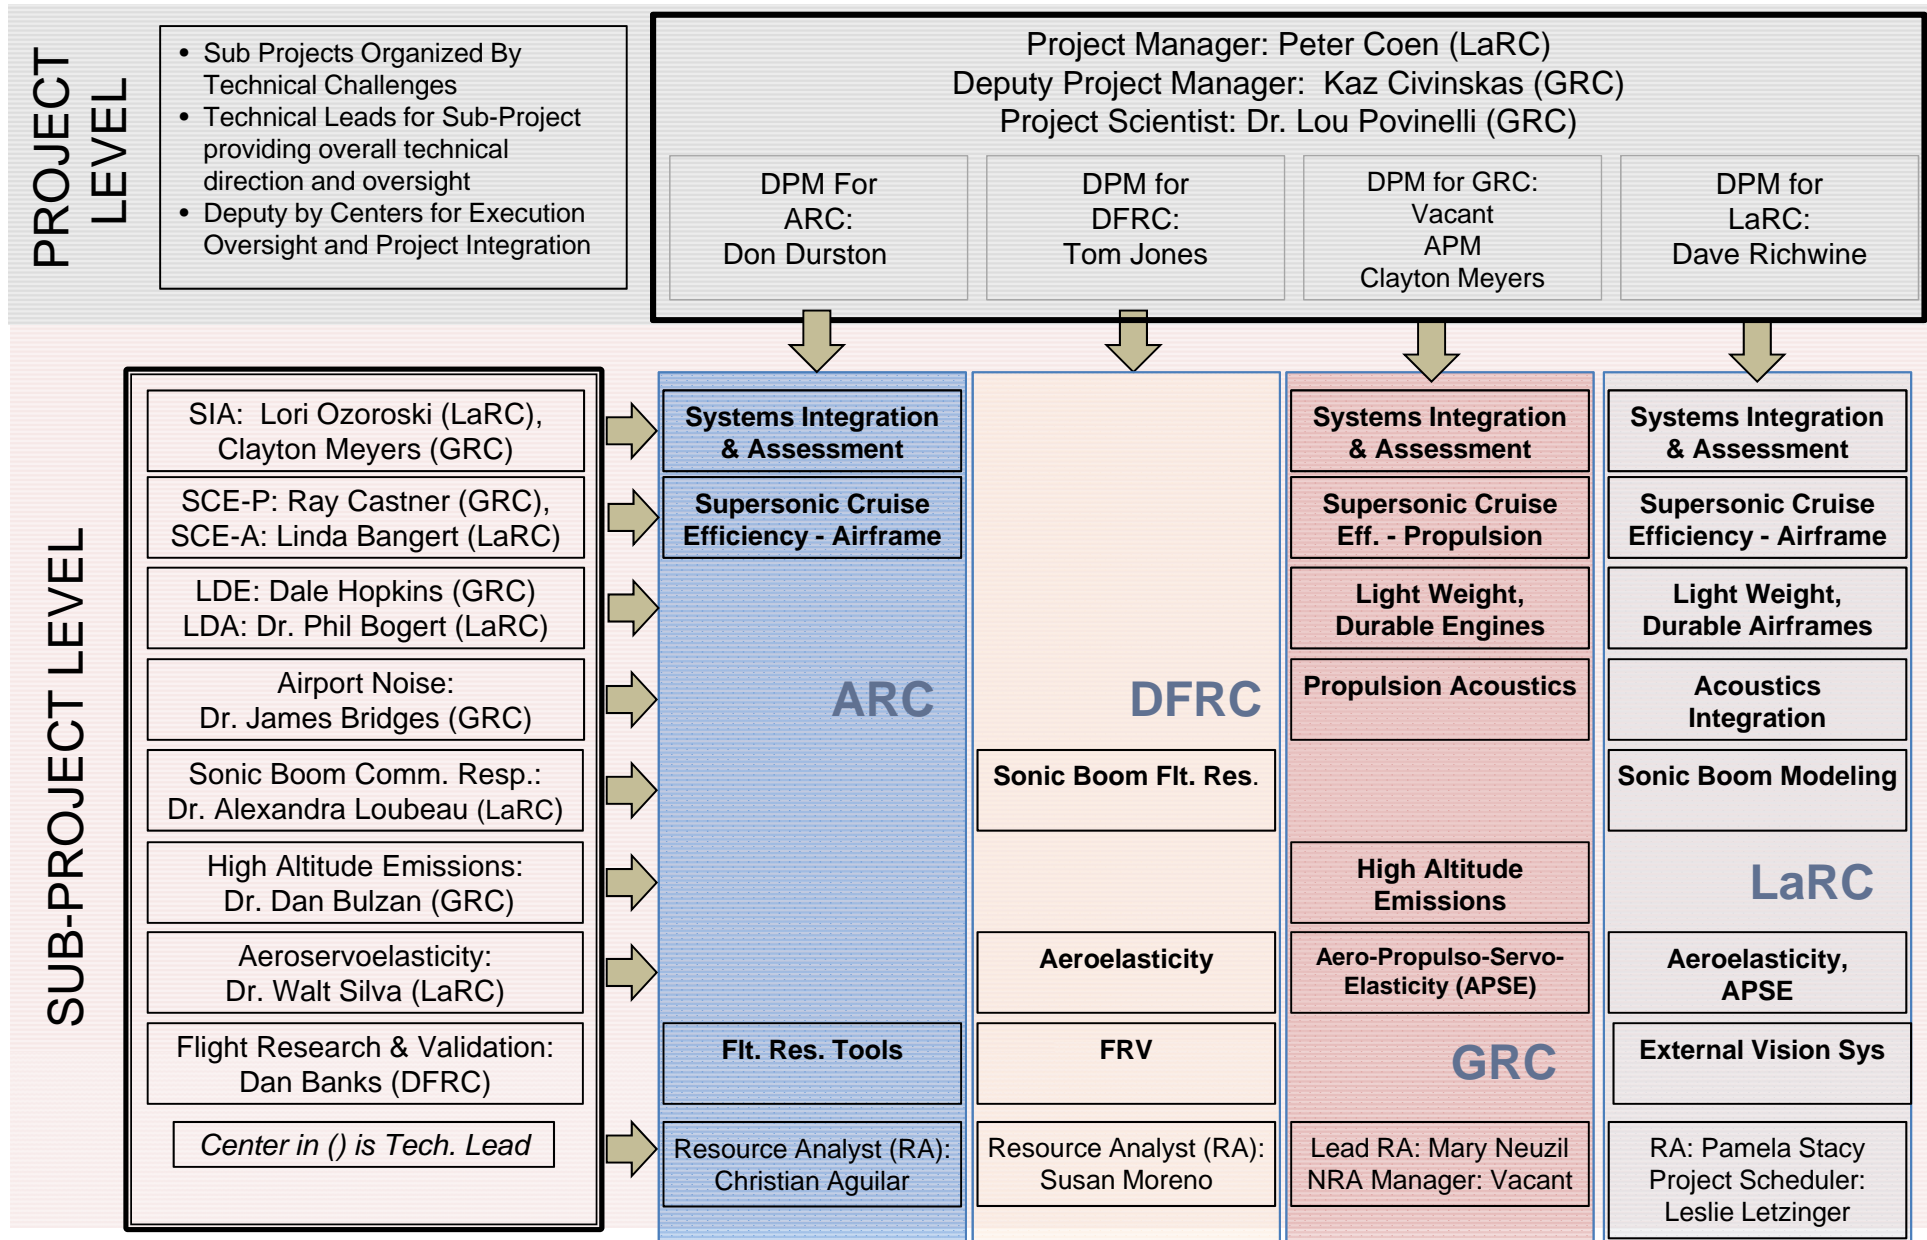 PROJECT
LEVEL
• Sub Projects Organized By
Technical Challenges
• Technical Leads for Sub-Project
providing overall technical
direction and oversight
• Deputy by Centers for Execution
Oversight and Project Integration
Project Manager: Peter Coen (LaRC)
Deputy Project Manager: Kaz Civinskas (GRC)
Project Scientist: Dr. Lou Povinelli (GRC)
DPM For
ARC:
Don Durston
DPM for
DFRC:
Tom Jones
DPM for GRC:
Vacant
APM
Clayton Meyers
DPM for
LaRC:
Dave Richwine
SUB-PROJECT LEVEL
SIA: Lori Ozoroski (LaRC),
Clayton Meyers (GRC)
SCE-P: Ray Castner (GRC),
SCE-A: Linda Bangert (LaRC)
LDE: Dale Hopkins (GRC)
LDA: Dr. Phil Bogert (LaRC)
Airport Noise:
Dr. James Bridges (GRC)
Sonic Boom Comm. Resp.:
Dr. Alexandra Loubeau (LaRC)
High Altitude Emissions:
Dr. Dan Bulzan (GRC)
Aeroservoelasticity:
Dr. Walt Silva (LaRC)
Flight Research & Validation:
Dan Banks (DFRC)
Center in () is Tech. Lead
Systems Integration
& Assessment
Supersonic Cruise
Efficiency - Airframe
ARC
Flt. Res. Tools
Resource Analyst (RA):
Christian Aguilar
DFRC
Sonic Boom Flt. Res.
Aeroelasticity
FRV
Resource Analyst (RA):
Susan Moreno
Systems Integration
& Assessment
Supersonic Cruise
Eff. - Propulsion
Light Weight,
Durable Engines
Propulsion Acoustics
High Altitude
Emissions
Aero-Propulso-Servo-
Elasticity (APSE)
GRC
Lead RA: Mary Neuzil
NRA Manager: Vacant
Systems Integration
& Assessment
Supersonic Cruise
Efficiency - Airframe
Light Weight,
Durable Airframes
Acoustics
Integration
Sonic Boom Modeling
LaRC
Aeroelasticity,
APSE
External Vision Sys
RA: Pamela Stacy
Project Scheduler:
Leslie Letzinger